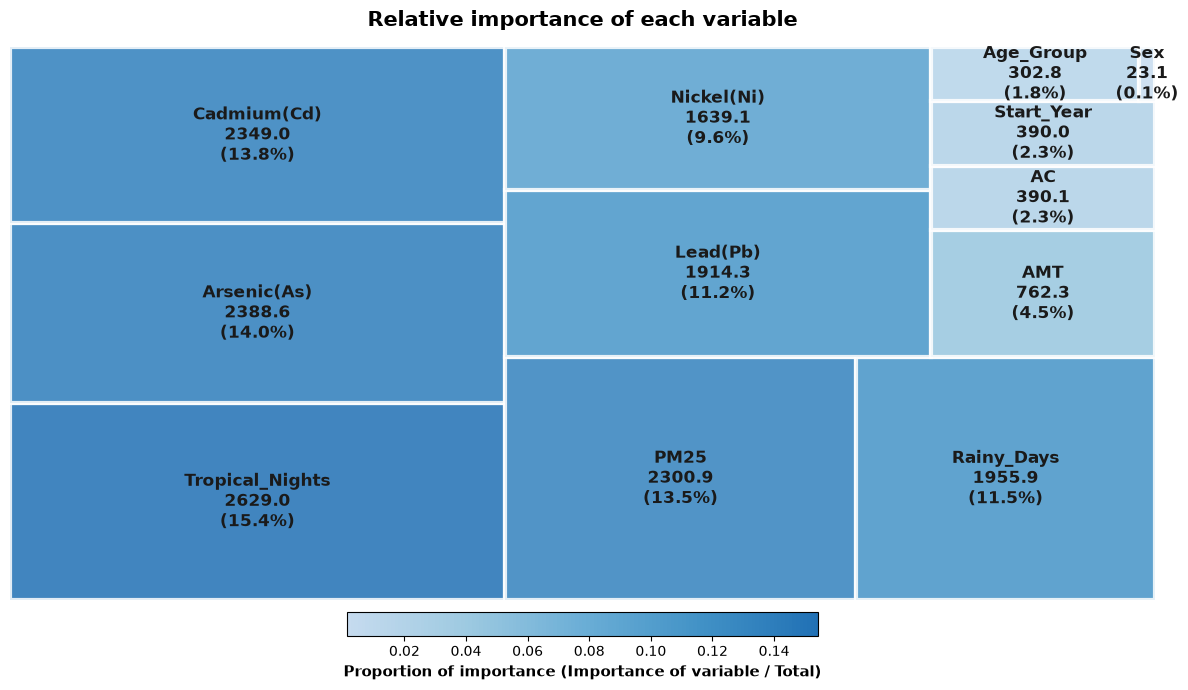 Relative importance of each variable
Cadmium(Cd)
2349.0
(13.8%)
Arsenic(As)
2388.6
(14.0%)
Tropical_Nights
2629.0
(15.4%)
Nickel(Ni)
1639.1
(9.6%)
Lead(Pb)
1914.3
(11.2%)
PM25
2300.9
(13.5%)
Rainy_Days
1955.9
(11.5%)
Age_Group
302.8
(1.8%)
Sex
23.1
(0.1%)
Start_Year
390.0
(2.3%)
AC
390.1
(2.3%)
AMT
762.3
(4.5%)
0.02 0.04 0.06 0.08 0.10 0.12 0.14
Proportion of importance (Importance of variable / Total)